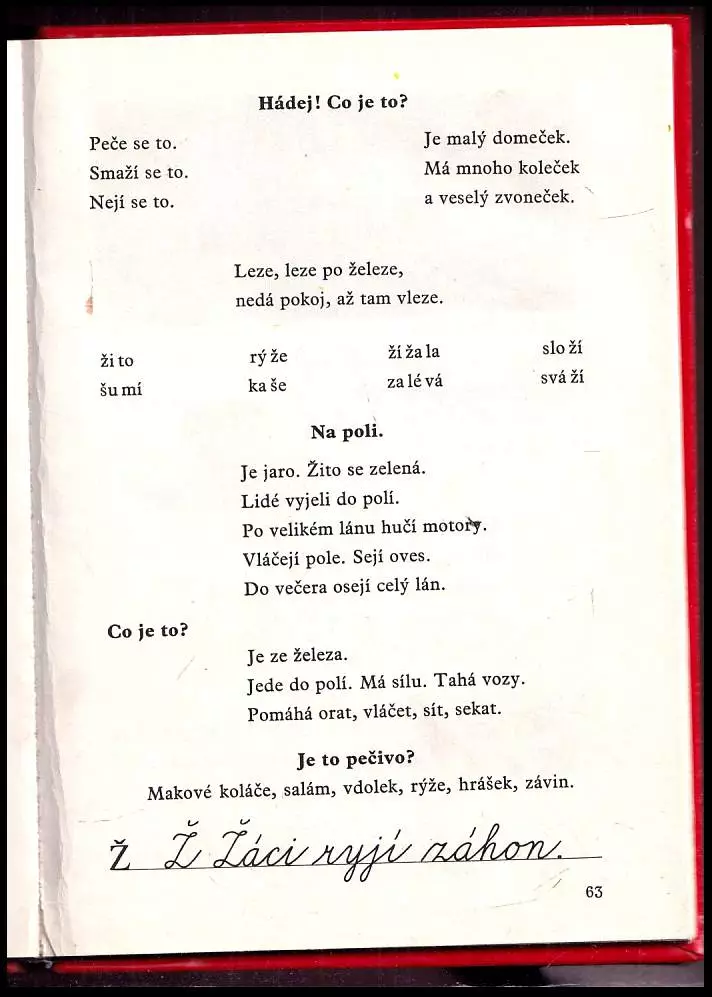 Hádej! Co je to?
Peče se to.
Smaží se to.
Nejí se to.
Je malý domeček.
Má mnoho koleček
a veselý zvoneček.
Leze, leze po železe,
nedá pokoj, až tam vleze.
ži to rý že ží ža la slo ží
šu mí ka še za lé vá svá ží
Na poli.
Je jaro. Žito se zelená.
Lidé vyjeli do polí.
Po velikém lánu hučí motory.
Vláčejí pole. Sejí oves.
Do večera osejí celý lán.
Co je to?
Je ze železa.
Jede do polí. Má sílu. Tahá vozy.
Pomáhá orat, vláčet, sít, sekat.
Je to pečivo?
Makové koláče, salám, vdolek, rýže, hrášek, závin.
Ž Ž Žáci ryjí záhon.
63